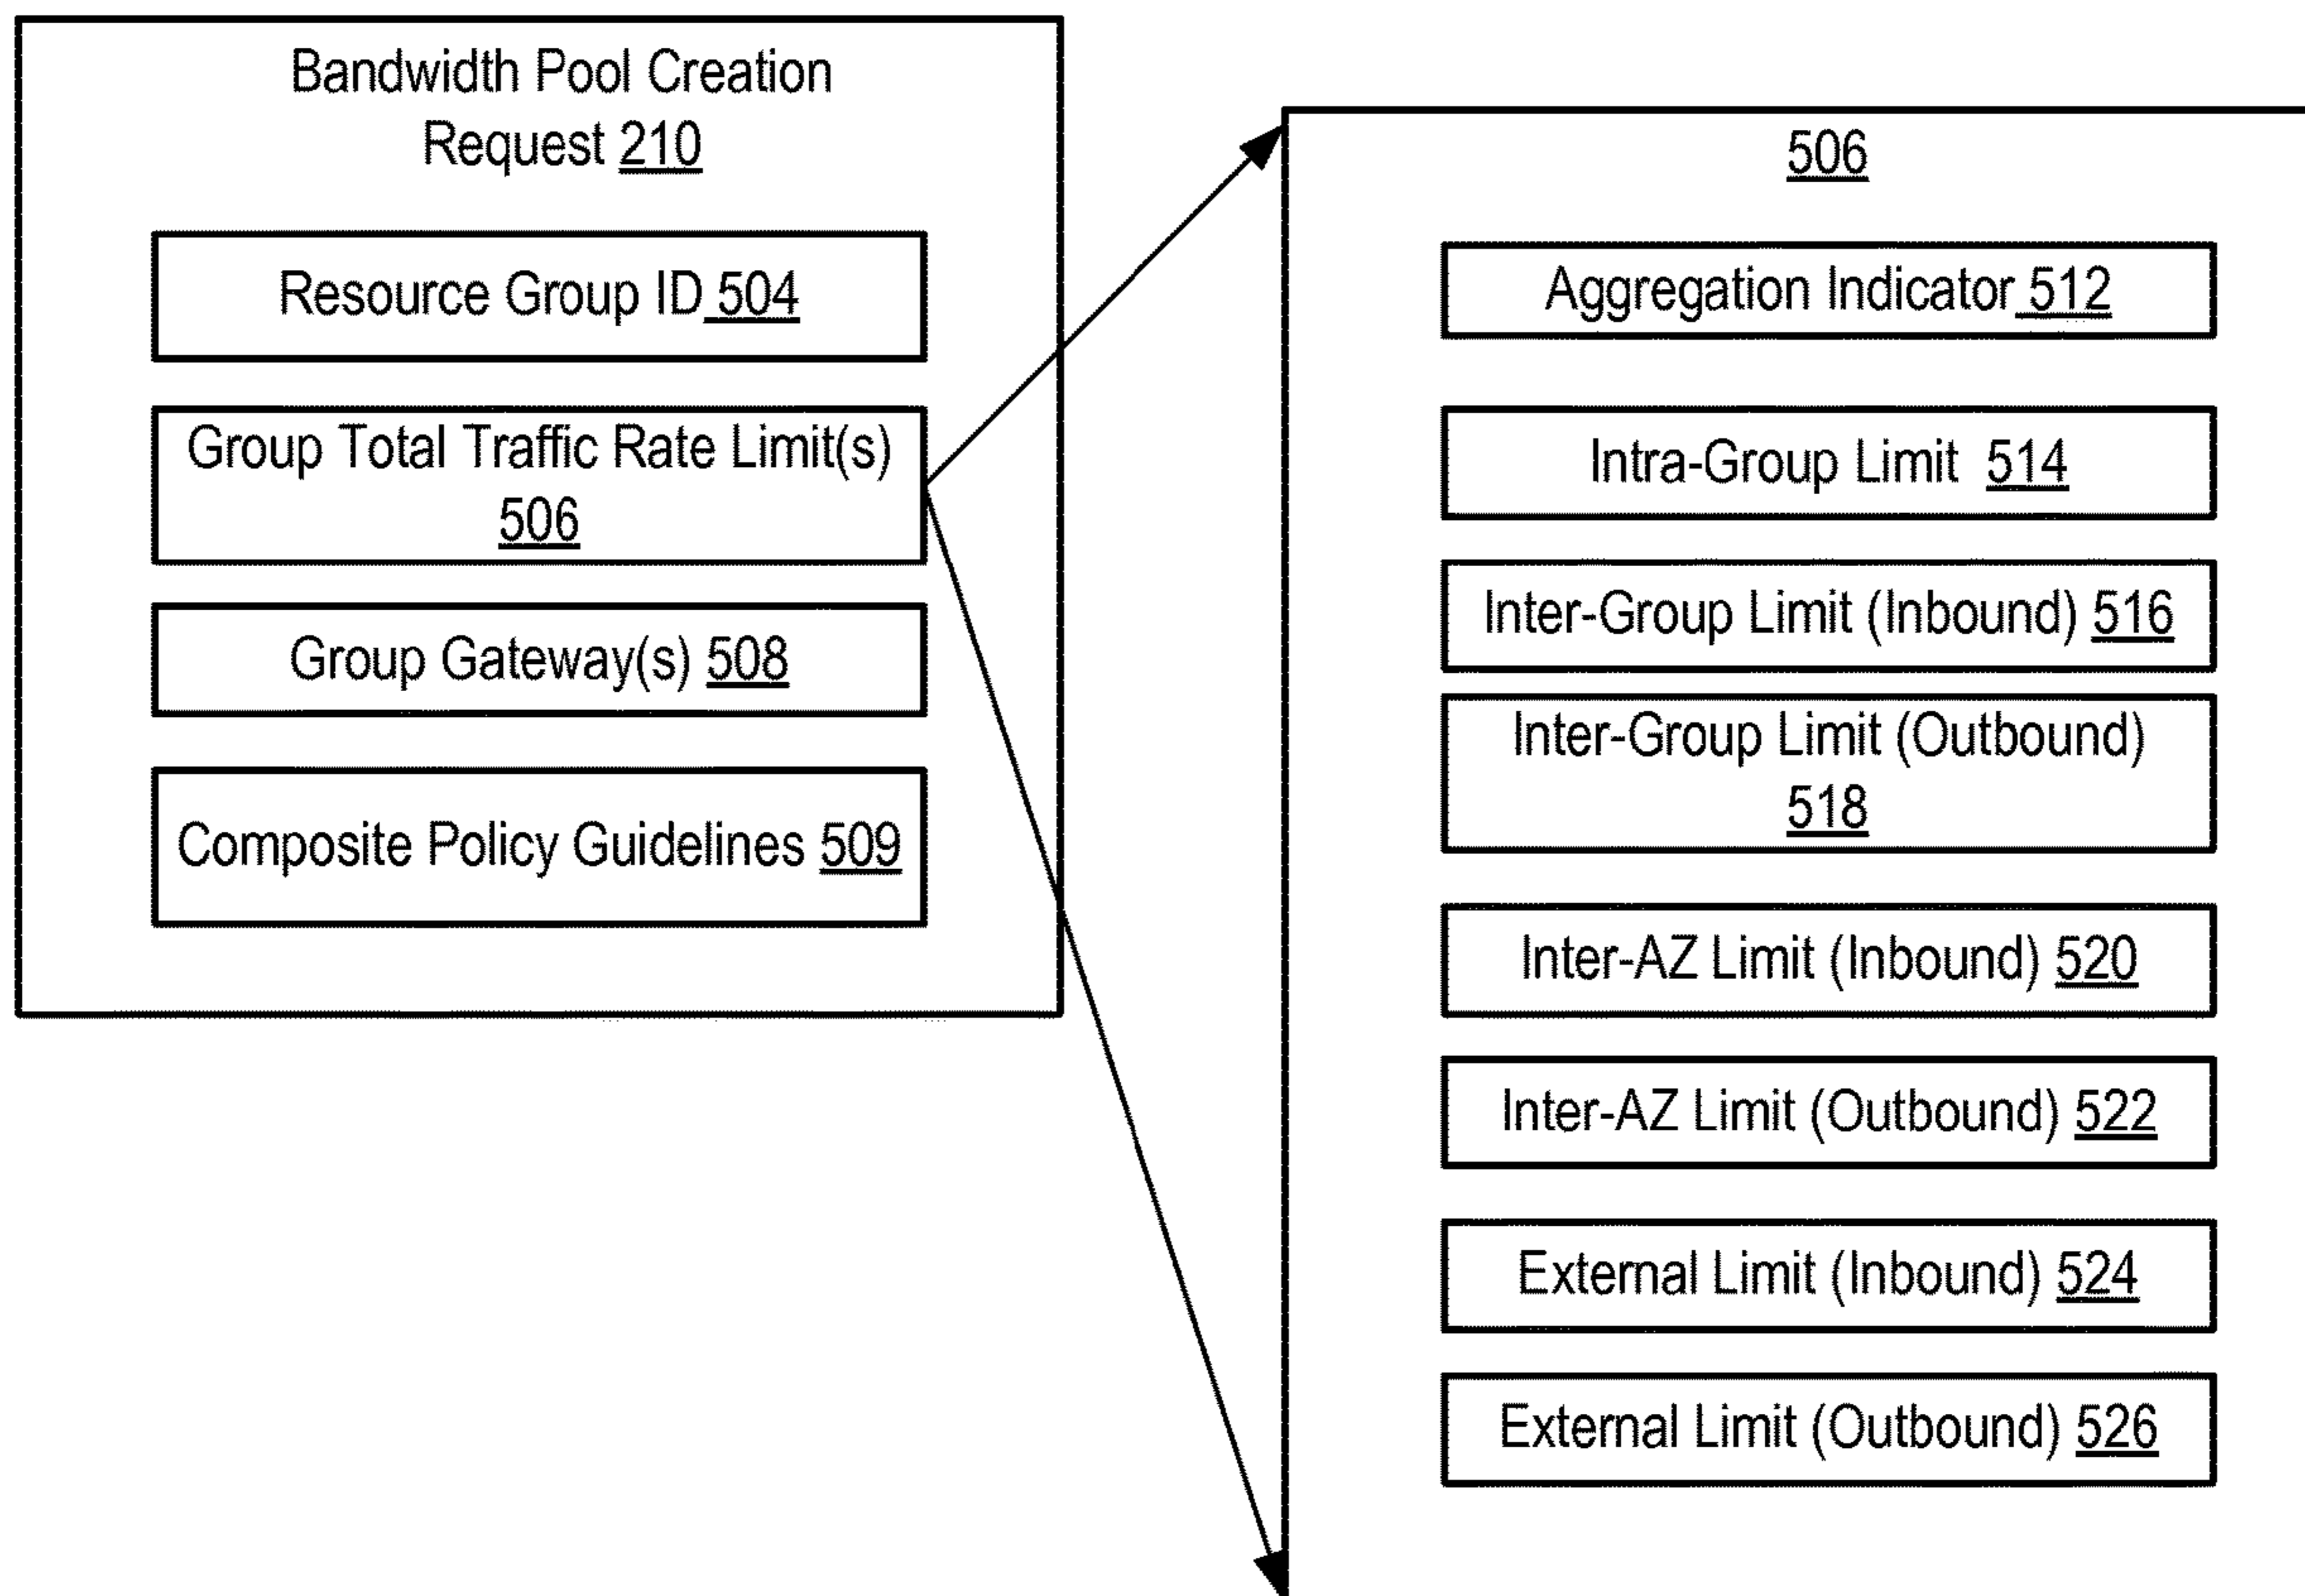 Bandwidth Pool Creation
Request 210
Resource Group ID 504
Group Total Traffic Rate Limit(s)
506
Group Gateway(s) 508
Composite Policy Guidelines 509
506
Aggregation Indicator 512
Intra-Group Limit 514
Inter-Group Limit (Inbound) 516
Inter-Group Limit (Outbound)
518
Inter-AZ Limit (Inbound) 520
Inter-AZ Limit (Outbound) 522
External Limit (Inbound) 524
External Limit (Outbound) 526